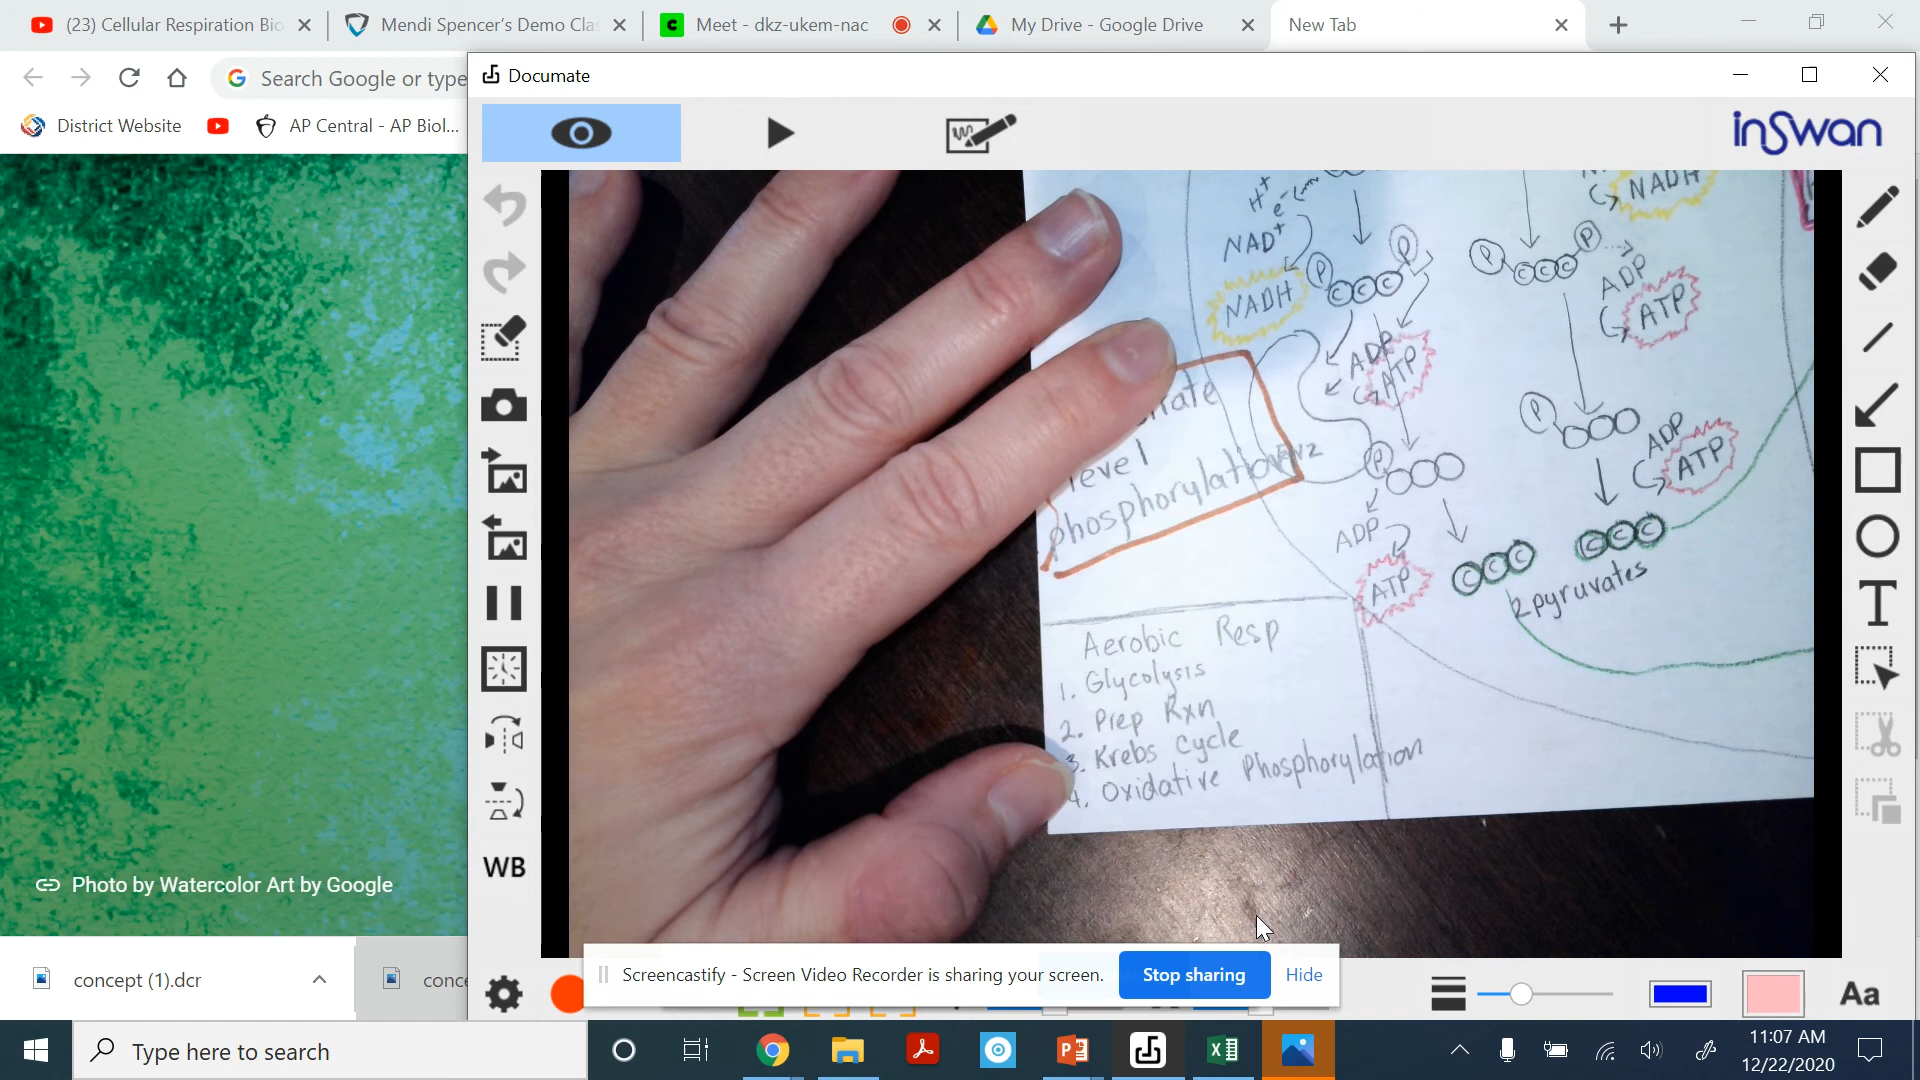 (23) Cellular Respiration Bio
Mendi Spencer's Demo Clas
Meet - dkz-ukem-nac
My Drive - Google Drive
New Tab
Search Google or type
Documate
District Website
AP Central - AP Biol...
inSwan
H+
e-
NAD+
NADH
NADH
P
P
C C C
P
P
C C C
ADP
ATP
ADP
ATP
level
phosphorylation
P
ADP
ATP
P
ADP
ATP
C C C
C C C
2 pyruvates
Aerobic Resp
1. Glycolysis
2. Prep Rxn
3. Krebs Cycle
4. Oxidative Phosphorylation
WB
T
Photo by Watercolor Art by Google
concept (1).dcr
conce
Screencastify - Screen Video Recorder is sharing your screen.
Stop sharing
Hide
Aa
Type here to search
11:07 AM
12/22/2020